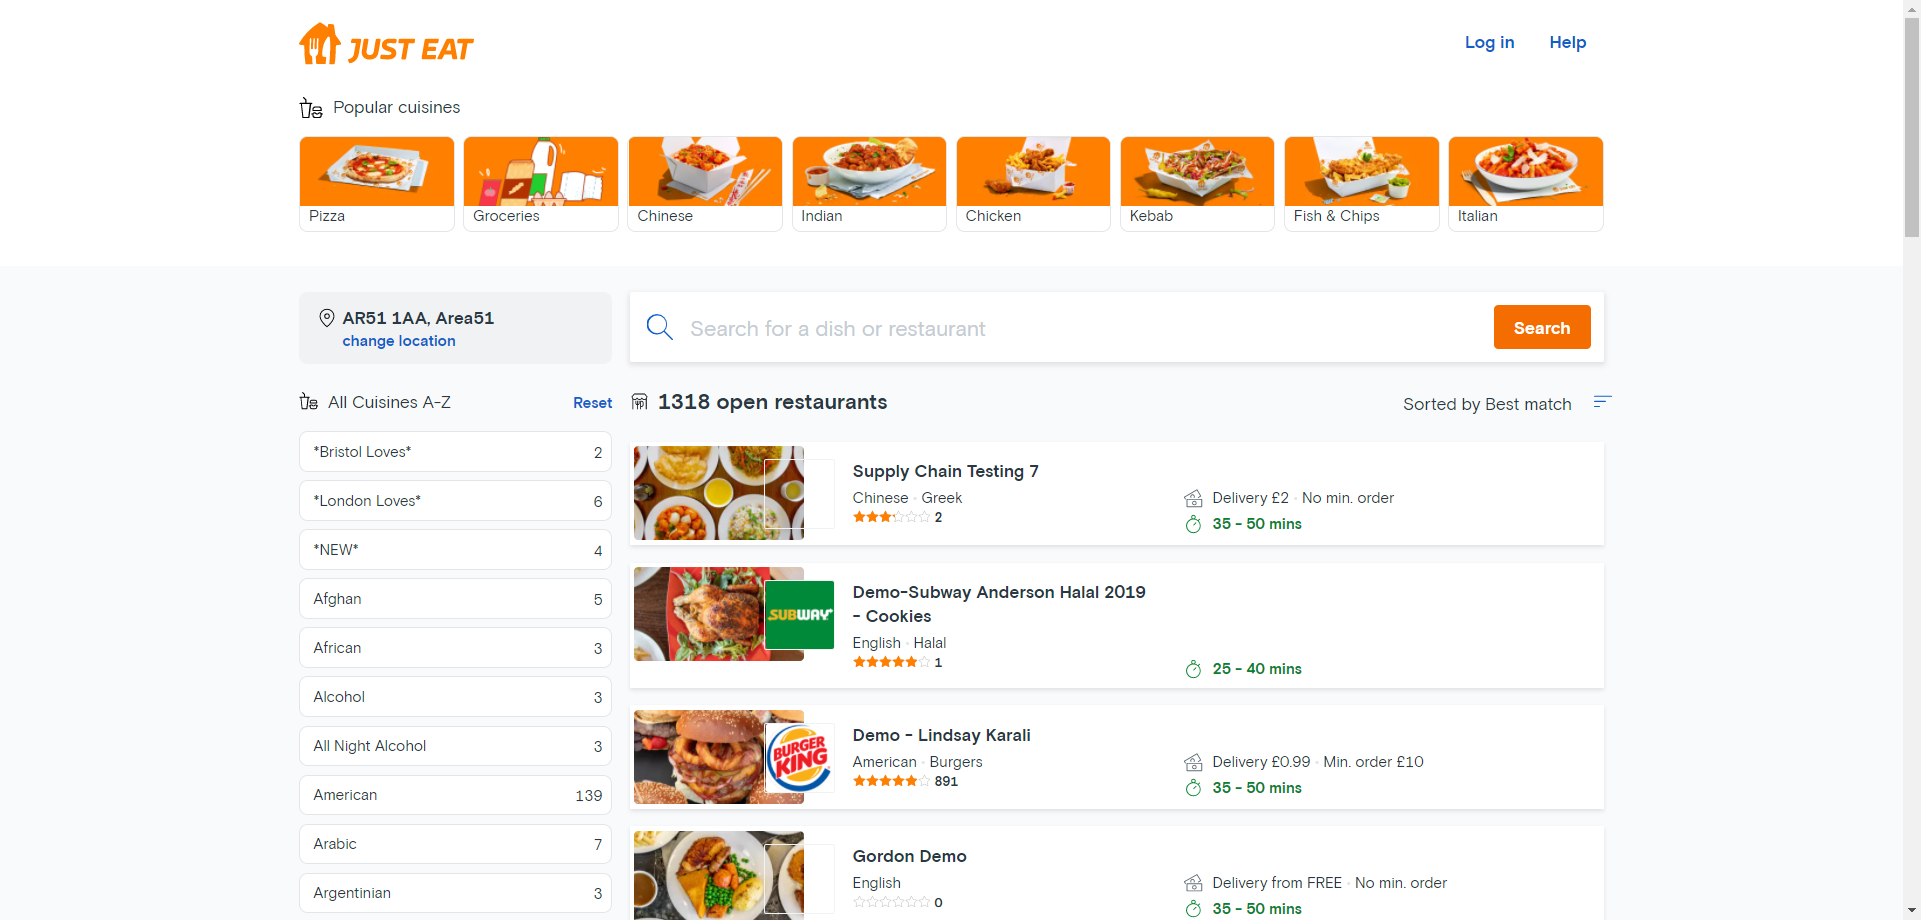 JUST EAT
Log in
Help
Popular cuisines
Pizza
Groceries
Chinese
Indian
Chicken
Kebab
Fish & Chips
Italian
AR51 1AA, Area51
change location
Search for a dish or restaurant
Search
All Cuisines A-Z
Reset
*Bristol Loves* 2
*London Loves* 6
*NEW* 4
Afghan 5
African 3
Alcohol 3
All Night Alcohol 3
American 139
Arabic 7
Argentinian 3
1318 open restaurants
Sorted by Best match
Supply Chain Testing 7
Chinese · Greek
2
Delivery £2 · No min. order
35 - 50 mins
SUBWAY
Demo-Subway Anderson Halal 2019
- Cookies
English · Halal
1
25 - 40 mins
BURGER
KING
Demo - Lindsay Karali
American · Burgers
891
Delivery £0.99 · Min. order £10
35 - 50 mins
Gordon Demo
English
0
Delivery from FREE · No min. order
35 - 50 mins